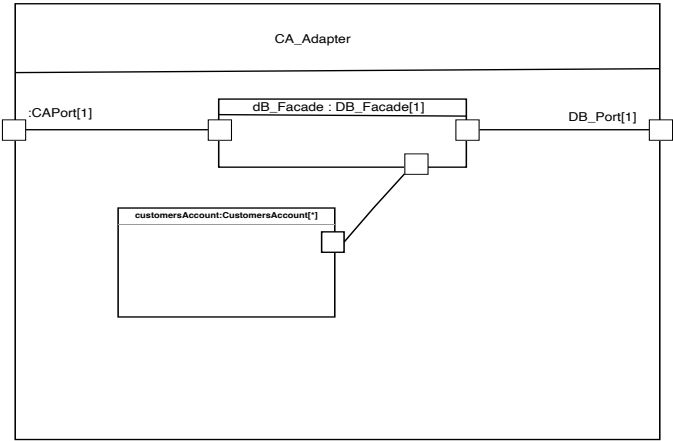 CA_Adapter
:CAPort[1]
dB_Facade : DB_Facade[1]
DB_Port[1]
customersAccount:CustomersAccount[*]